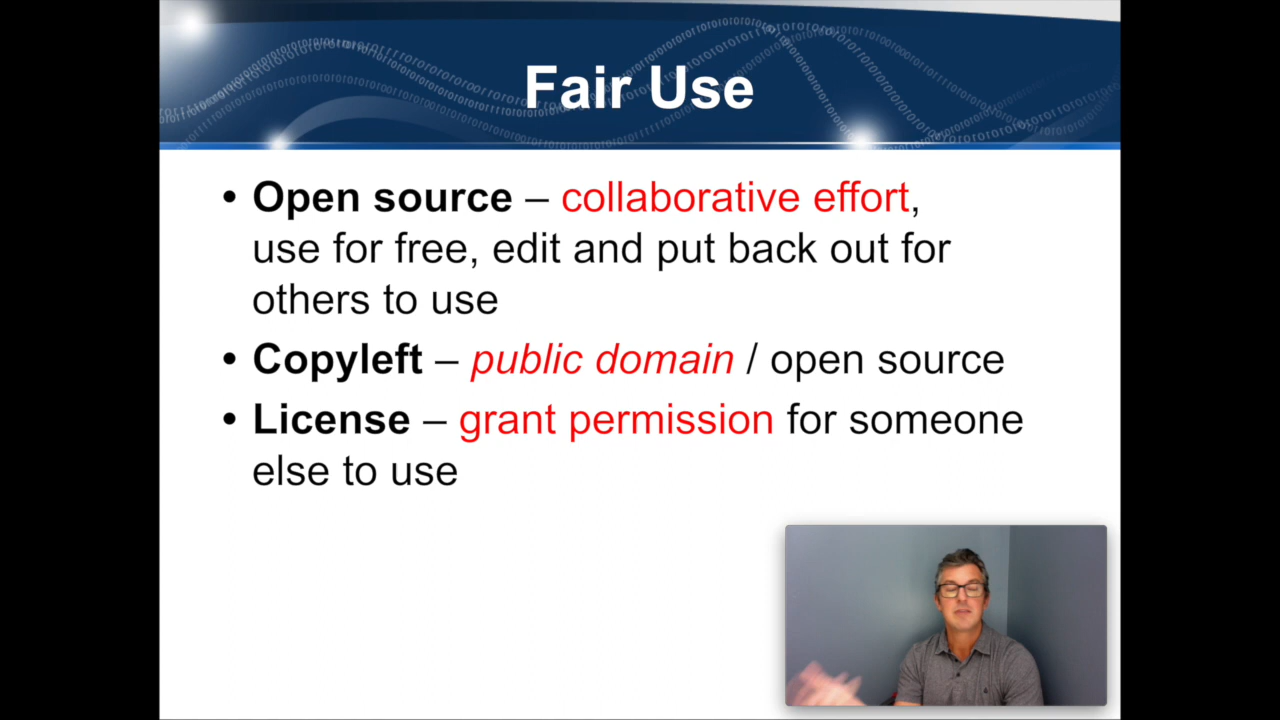 Fair Use
• Open source – collaborative effort,
use for free, edit and put back out for
others to use
• Copyleft – public domain / open source
• License – grant permission for someone
else to use